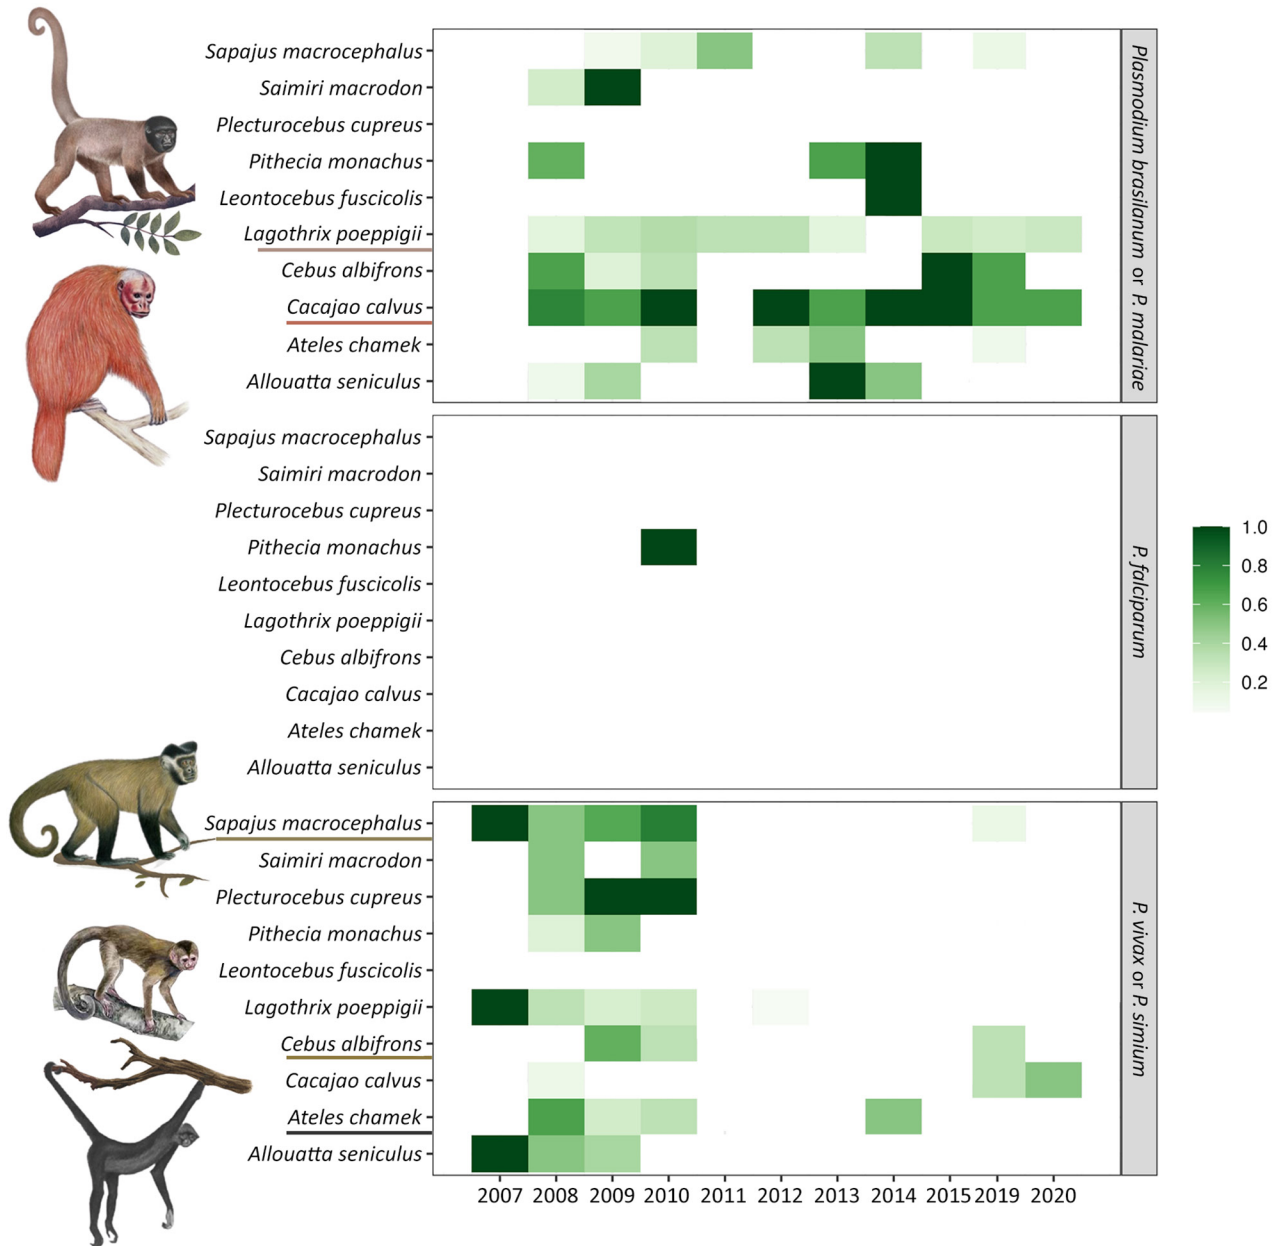 Sapajus macrocephalus
Saimiri macrodon
Plecturocebus cupreus
Pithecia monachus
Leontocebus fuscicolis
Lagothrix poeppigii
Cebus albifrons
Cacajao calvus
Ateles chamek
Allouatta seniculus
Plasmodium brasilanum or P. malariae
Sapajus macrocephalus
Saimiri macrodon
Plecturocebus cupreus
Pithecia monachus
Leontocebus fuscicolis
Lagothrix poeppigii
Cebus albifrons
Cacajao calvus
Ateles chamek
Allouatta seniculus
P. falciparum
1.0
0.8
0.6
0.4
0.2
Sapajus macrocephalus
Saimiri macrodon
Plecturocebus cupreus
Pithecia monachus
Leontocebus fuscicolis
Lagothrix poeppigii
Cebus albifrons
Cacajao calvus
Ateles chamek
Allouatta seniculus
P. vivax or P. simium
2007 2008 2009 2010 2011 2012 2013 2014 2015 2019 2020